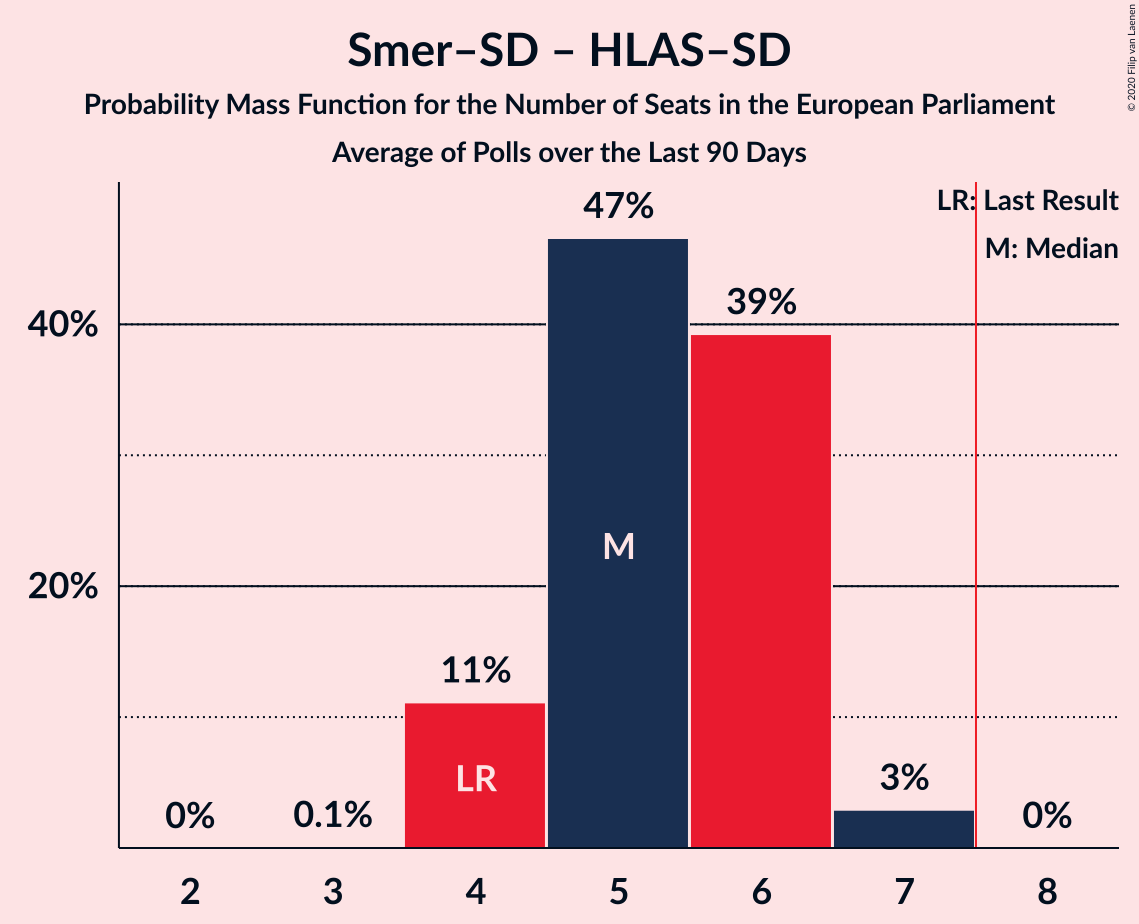 Smer–SD – HLAS–SD
Probability Mass Function for the Number of Seats in the European Parliament
Average of Polls over the Last 90 Days
© 2020 Filip van Laenen
LR: Last Result
M: Median
47%
39%
40%
M
20%
11%
LR
3%
0%
0.1%
0%
2
3
4
5
6
7
8